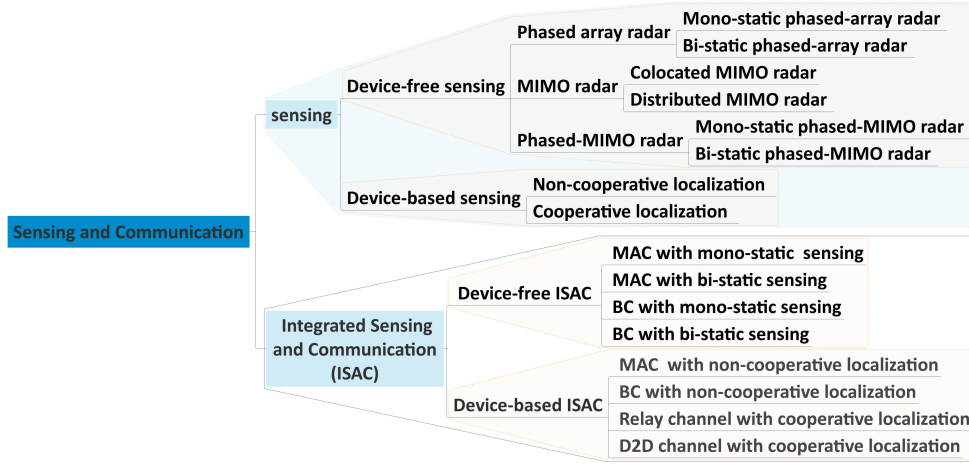 Sensing and Communication
sensing
Device-free sensing
Phased array radar
Mono-static phased-array radar
Bi-static phased-array radar
MIMO radar
Colocated MIMO radar
Distributed MIMO radar
Phased-MIMO radar
Mono-static phased-MIMO radar
Bi-static phased-MIMO radar
Device-based sensing
Non-cooperative localization
Cooperative localization
Integrated Sensing
and Communication
(ISAC)
Device-free ISAC
MAC with mono-static sensing
MAC with bi-static sensing
BC with mono-static sensing
BC with bi-static sensing
Device-based ISAC
MAC with non-cooperative localization
BC with non-cooperative localization
Relay channel with cooperative localization
D2D channel with cooperative localization